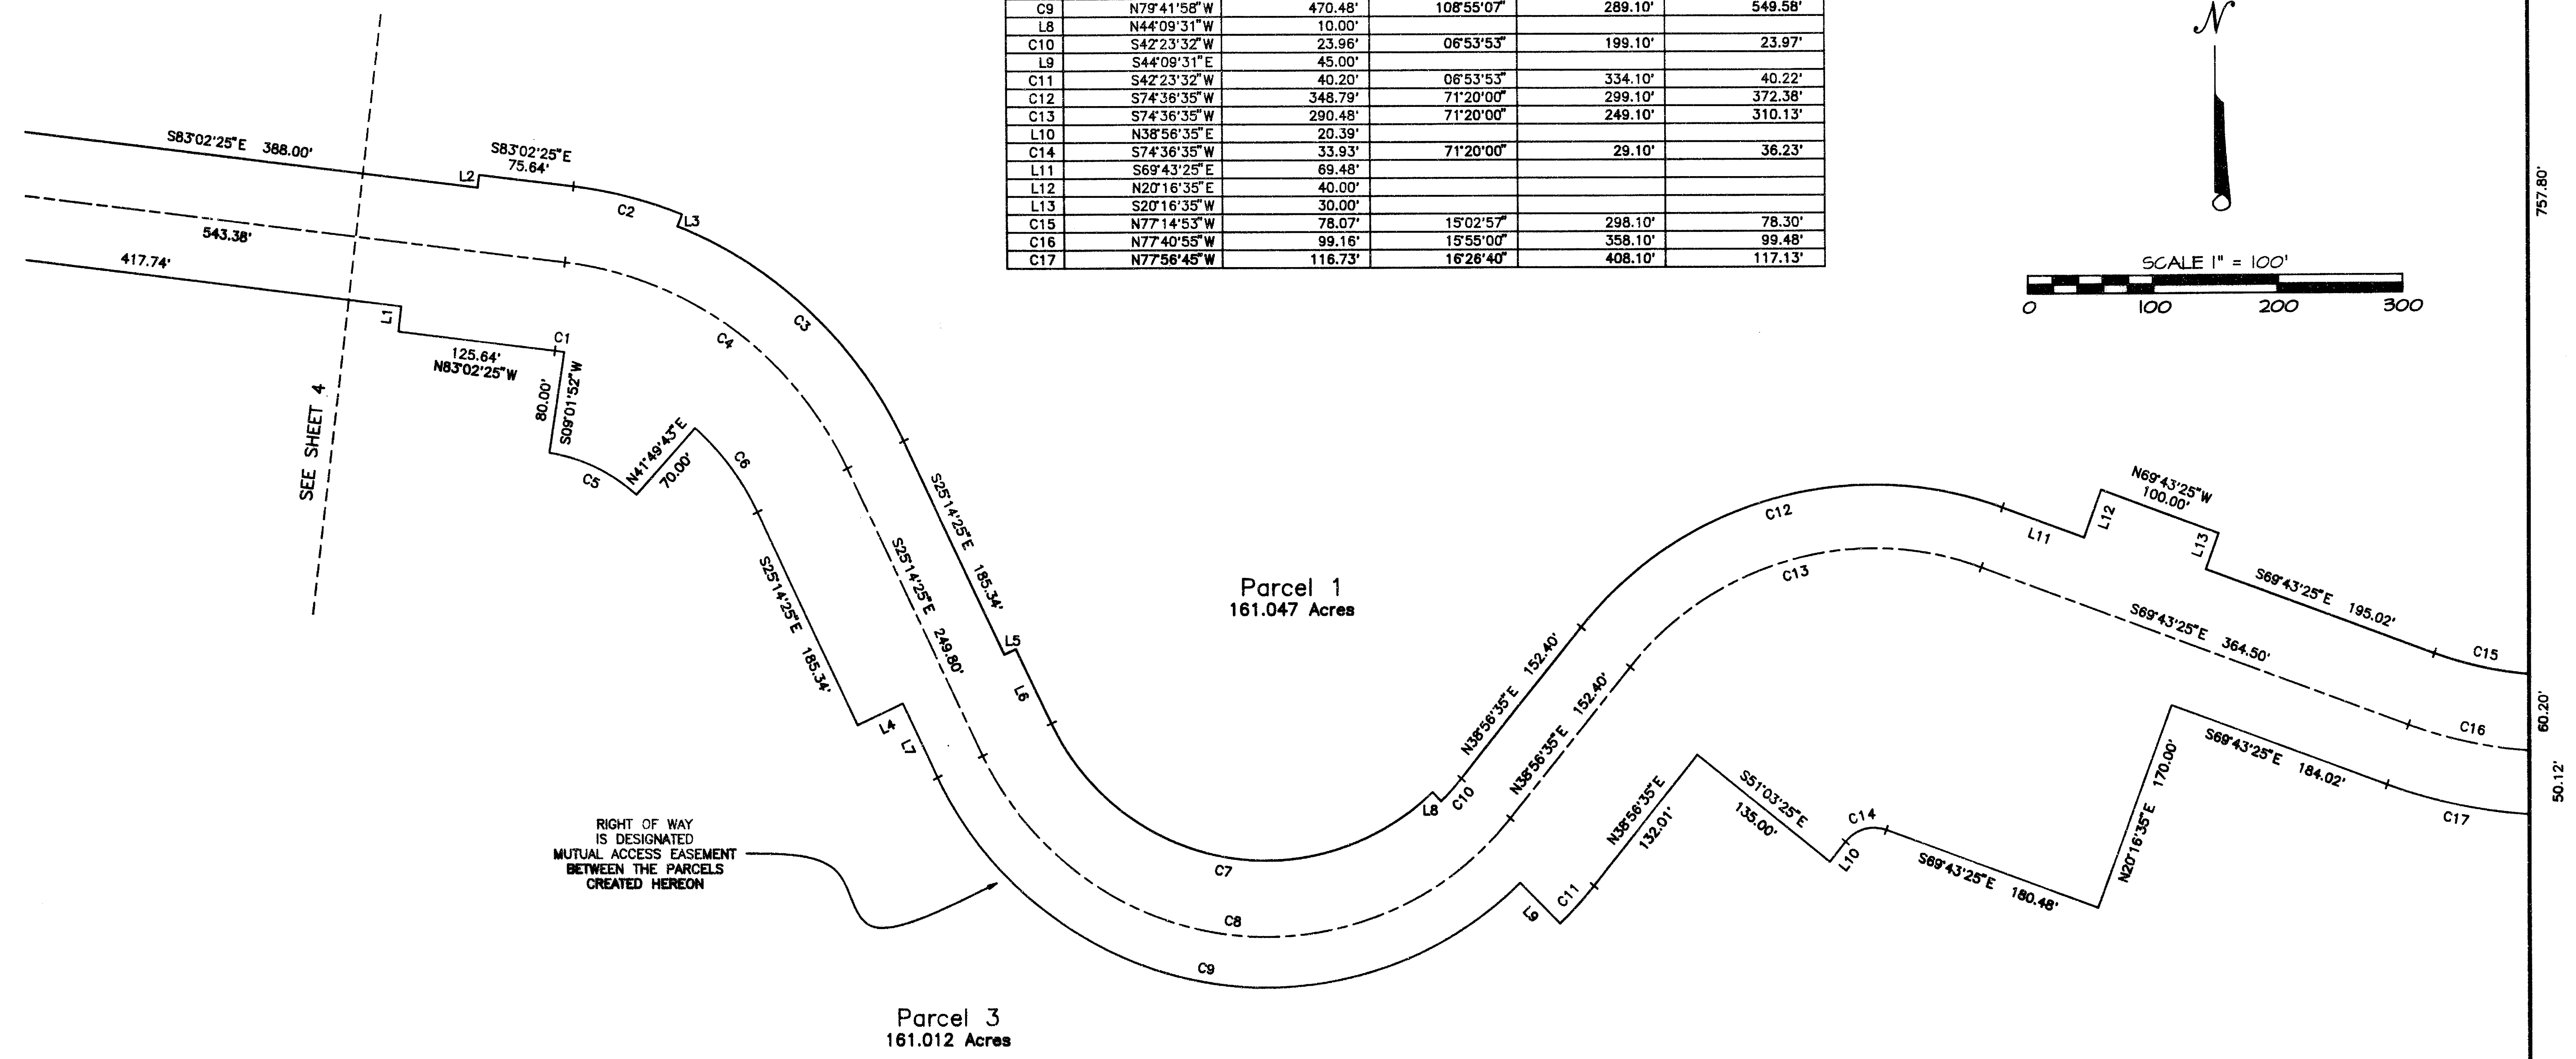 C9 N79°41'58"W 470.48' 108°55'07" 289.10' 549.58'
L8 N44°09'31"W 10.00'
C10 S42°23'32"W 23.96' 06°53'53" 199.10' 23.97'
L9 S44°09'31"E 45.00'
C11 S42°23'32"W 40.20' 06°53'53" 334.10' 40.22'
C12 S74°36'35"W 348.79' 71°20'00" 299.10' 372.38'
C13 S74°36'35"W 290.48' 71°20'00" 249.10' 310.13'
L10 N38°56'35"E 20.39'
C14 S74°36'35"W 33.93' 71°20'00" 29.10' 36.23'
L11 S69°43'25"E 69.48'
L12 N20°16'35"E 40.00'
L13 S20°16'35"W 30.00'
C15 N77°14'53"W 78.07' 15°02'57" 298.10' 78.30'
C16 N77°40'55"W 99.16' 15°55'00" 358.10' 99.48'
C17 N77°56'45"W 116.73' 16°26'40" 408.10' 117.13'
N
SCALE 1" = 100'
0 100 200 300
757.80'
S83°02'25"E 388.00'
L2
S83°02'25"E
75.64'
C2
L3
543.38'
417.74'
L1
C1
125.64'
N83°02'25"W
80.00'
S09°01'52"W
SEE SHEET 4
C3
C4
C5
N41°49'43"E
70.00'
C6
S25°14'25"E 185.34'
S25°14'25"E 249.80'
S25°14'25"E 185.34'
L5
L6
L4
L7
Parcel 1
161.047 Acres
RIGHT OF WAY
IS DESIGNATED
MUTUAL ACCESS EASEMENT
BETWEEN THE PARCELS
CREATED HEREON
C7
C8
C9
L8
C10
L9
C11
N38°56'35"E 152.40'
N38°56'35"E 152.40'
N38°56'35"E
132.01'
C12
C13
L11
L12
N69°43'25"W
100.00'
L13
S69°43'25"E 195.02'
C15
S69°43'25"E 364.50'
C16
60.20'
50.12'
S51°03'25"E
135.00'
L10
C14
S69°43'25"E 180.48'
N20°16'35"E 170.00'
S69°43'25"E 184.02'
C17
Parcel 3
161.012 Acres